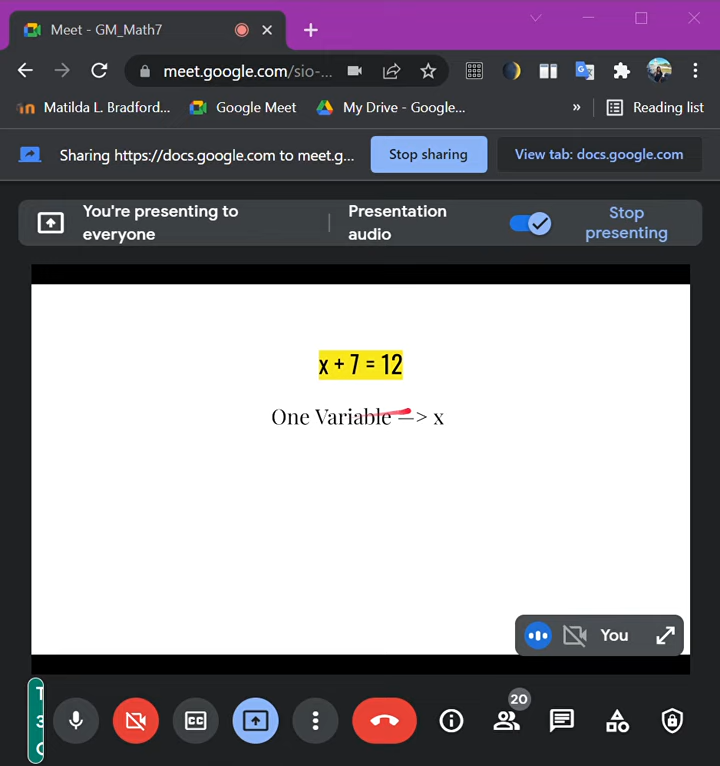 Meet - GM_Math7
meet.google.com/sio-...
Matilda L. Bradford...
Google Meet
My Drive - Google...
»
Reading list
Sharing https://docs.google.com to meet.g...
Stop sharing
View tab: docs.google.com
You're presenting to
everyone
Presentation
audio
Stop
presenting
x + 7 = 12
One Variable —> x
You
20
CC